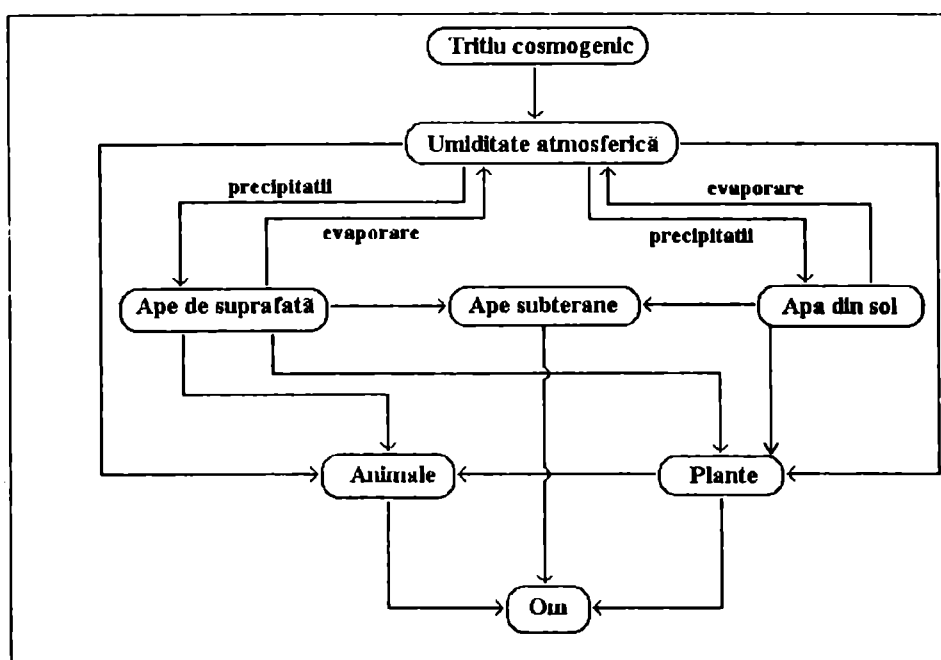 Tritiu cosmogenic
Umiditate atmosferică
precipitatii
evaporare
evaporare
precipitatii
Ape de suprafată
Ape subterane
Apa din sol
Animale
Plante
Om